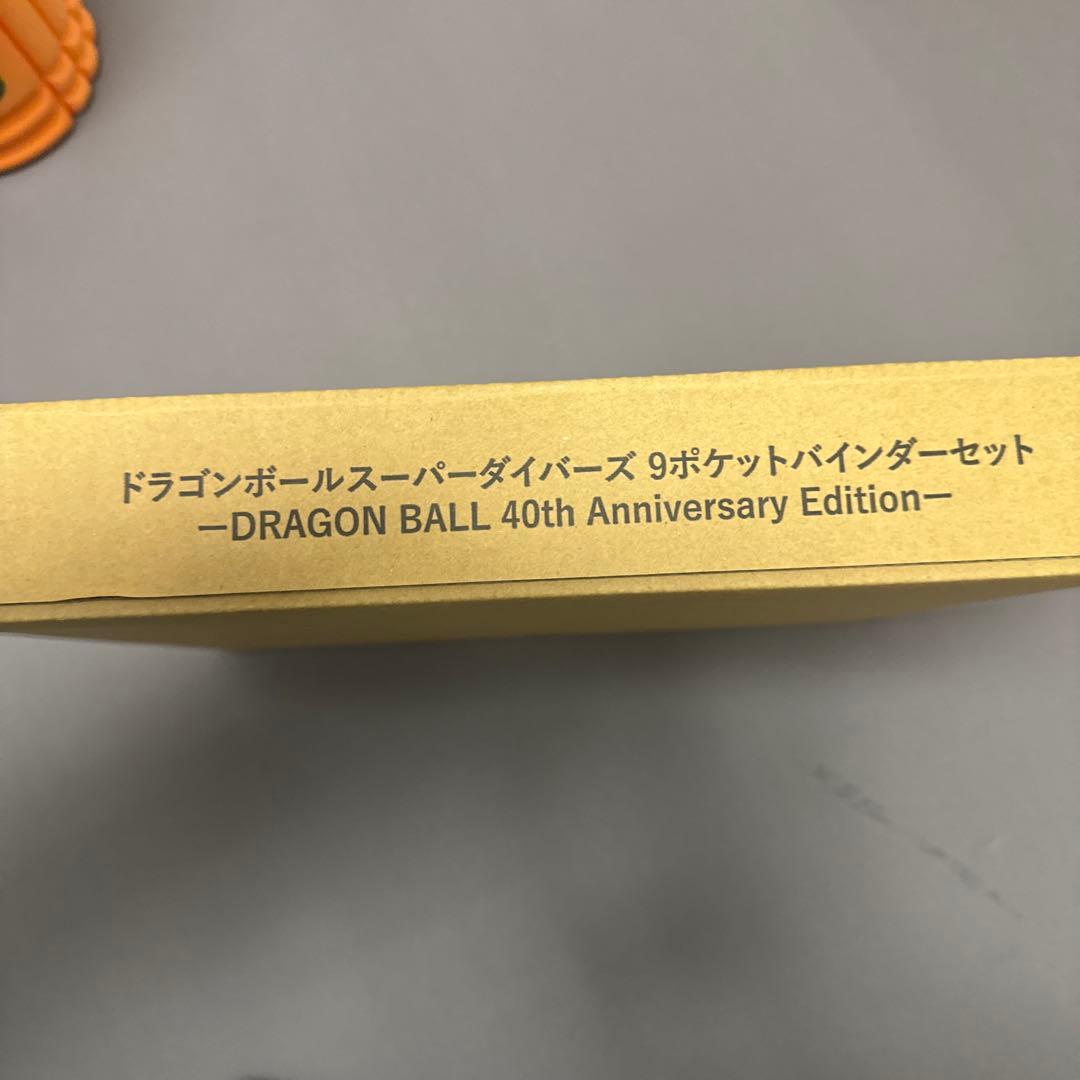 ドラゴンボールスーパーダイバーズ 9ポケットバインダーセット
ーDRAGON BALL 40th Anniversary Editionー